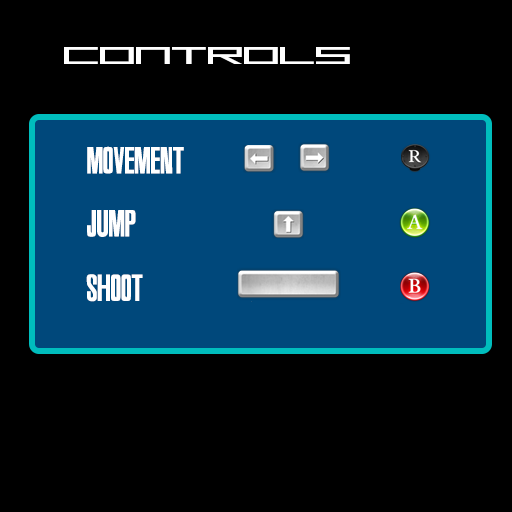 CONTROLS
MOVEMENT ← → R
JUMP ↑ A
SHOOT B